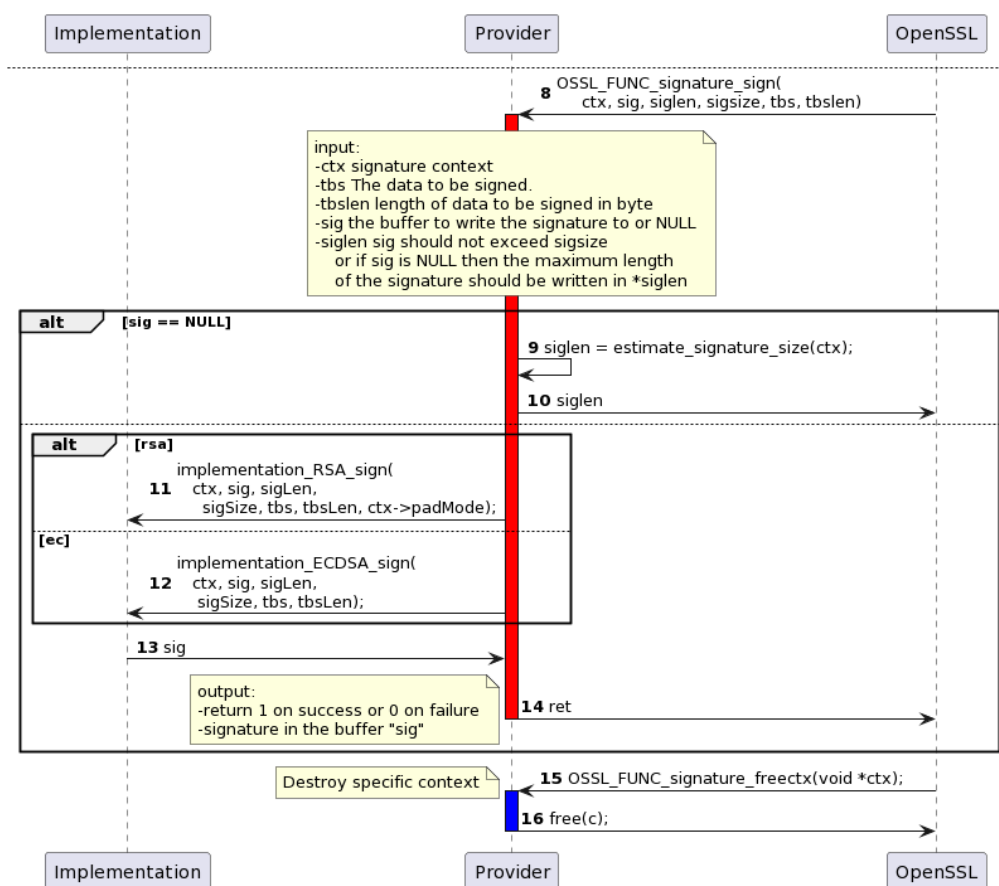 Implementation Provider OpenSSL
8 OSSL_FUNC_signature_sign(
ctx, sig, siglen, sigsize, tbs, tbslen)
input:
-ctx signature context
-tbs The data to be signed.
-tbslen length of data to be signed in byte
-sig the buffer to write the signature to or NULL
-siglen sig should not exceed sigsize
or if sig is NULL then the maximum length
of the signature should be written in *siglen
alt [sig == NULL]
9 siglen = estimate_signature_size(ctx);
10 siglen
alt [rsa]
implementation_RSA_sign(
11 ctx, sig, sigLen,
sigSize, tbs, tbsLen, ctx->padMode);
[ec]
implementation_ECDSA_sign(
12 ctx, sig, sigLen,
sigSize, tbs, tbsLen);
13 sig
output:
-return 1 on success or 0 on failure
-signature in the buffer "sig"
14 ret
Destroy specific context
15 OSSL_FUNC_signature_freectx(void *ctx);
16 free(c);
Implementation Provider OpenSSL